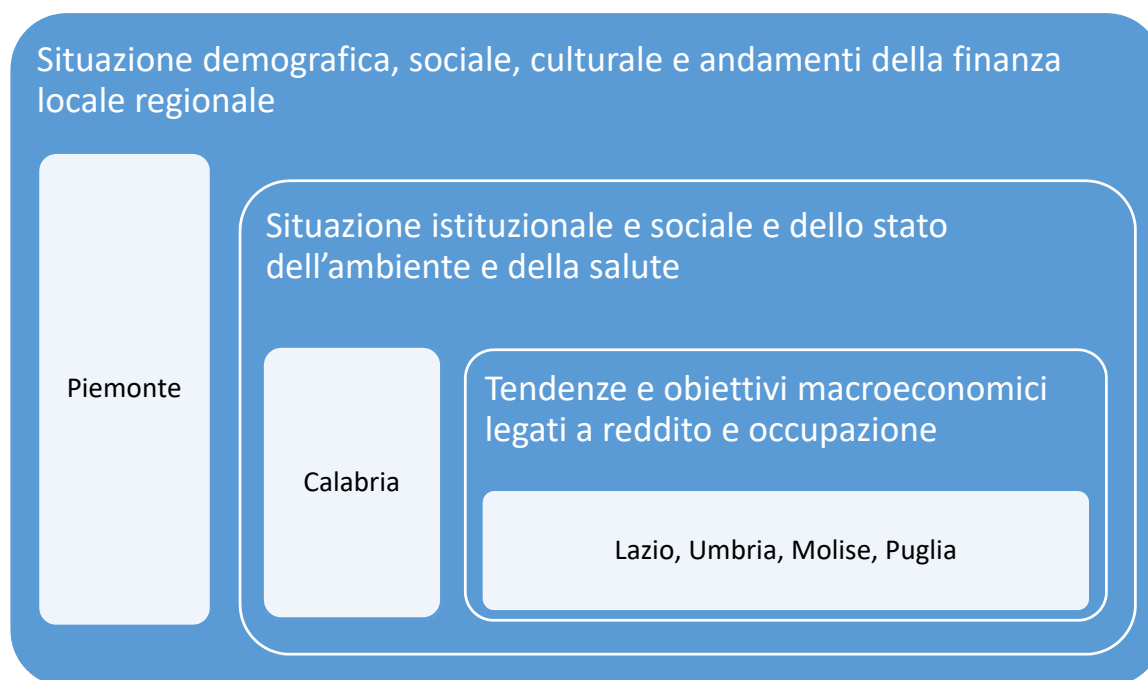 Situazione demografica, sociale, culturale e andamenti della finanza
locale regionale
Piemonte
Situazione istituzionale e sociale e dello stato
dell’ambiente e della salute
Calabria
Tendenze e obiettivi macroeconomici
legati a reddito e occupazione
Lazio, Umbria, Molise, Puglia